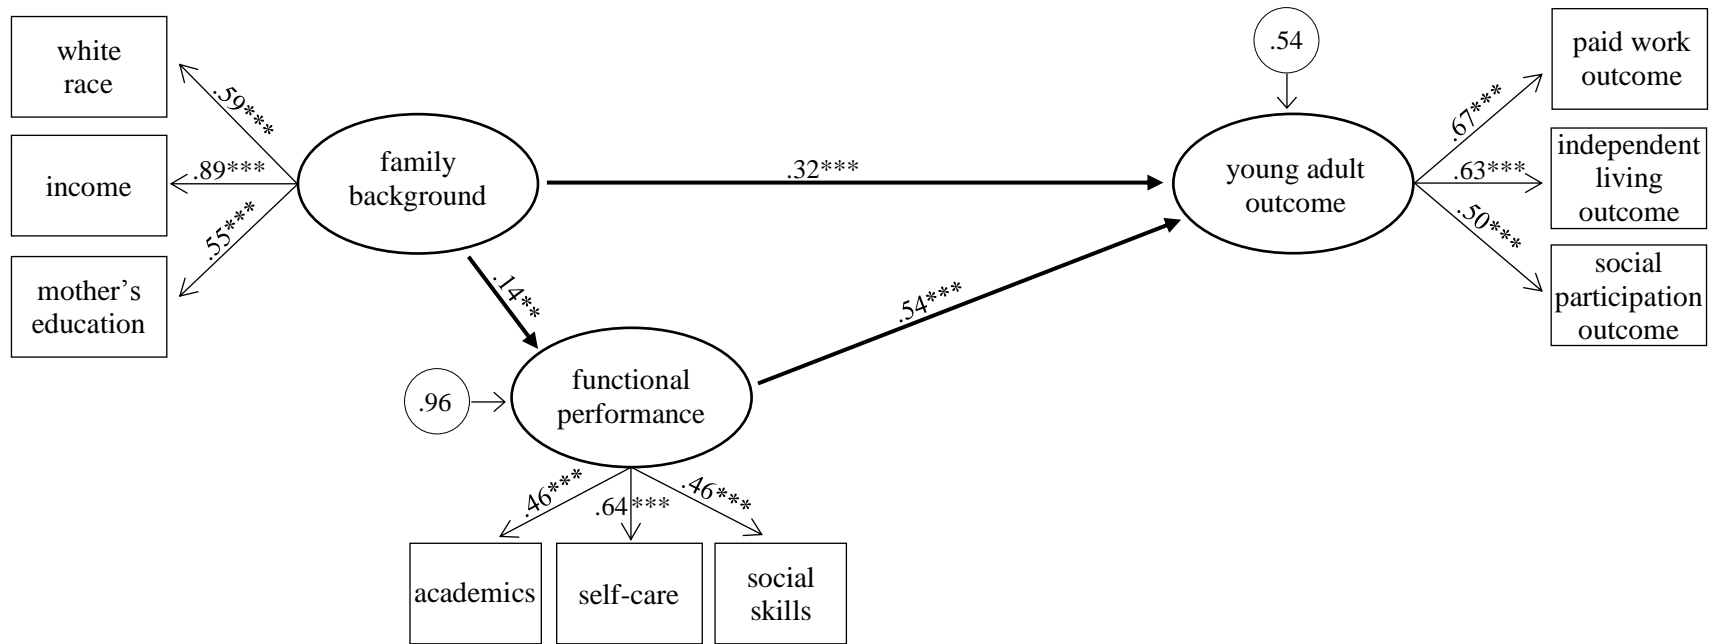 white
race
income
mother’s
education
.59***
.89***
.55***
family
background
.32***
.14**
.54***
.96
functional
performance
.46***
.64***
.46***
academics
self-care
social
skills
.54
young adult
outcome
.67***
.63***
.50***
paid work
outcome
independent
living
outcome
social
participation
outcome